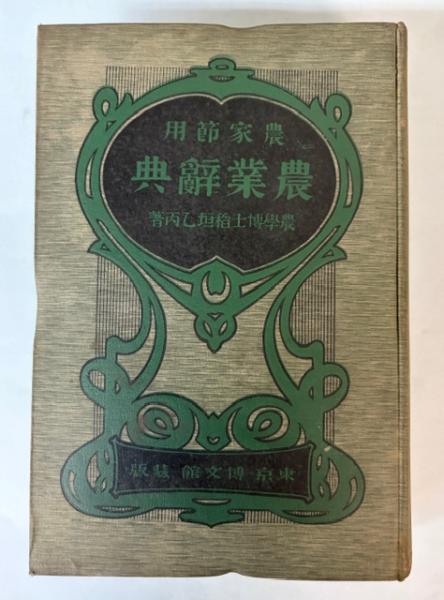 農家節用
農業辭典
農學博士稻垣乙丙著
東京 博文館 藏版